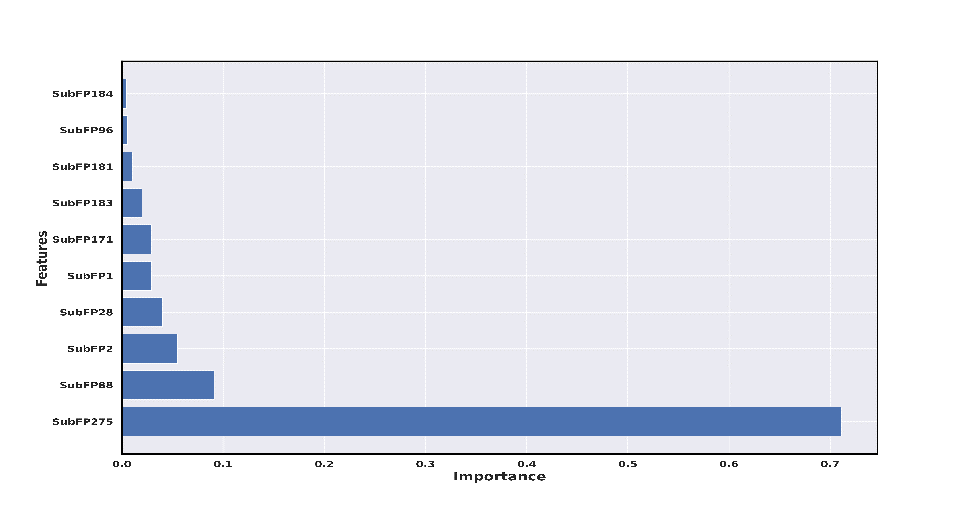 SubFP184
SubFP96
SubFP181
SubFP183
SubFP171
SubFP1
SubFP28
SubFP2
SubFP88
SubFP275
Features
0.0 0.1 0.2 0.3 0.4 0.5 0.6 0.7
Importance